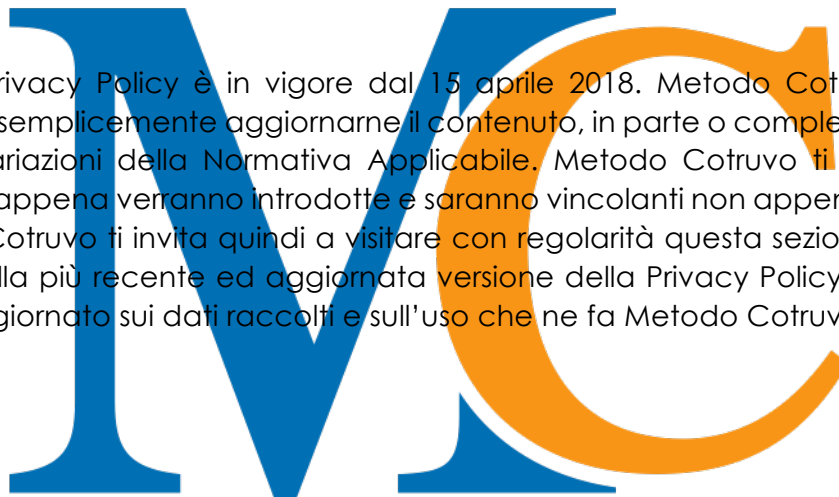 rivacy Policy è in vigore dal 15 aprile 2018. Metodo Cot
semplicemente aggiornarne il contenuto, in parte o comple
ariazioni della Normativa Applicabile. Metodo Cotruvo ti
appena verranno introdotte e saranno vincolanti non appen
Cotruvo ti invita quindi a visitare con regolarità questa sezio
lla più recente ed aggiornata versione della Privacy Policy
giornato sui dati raccolti e sull'uso che ne fa Metodo Cotruv
MC